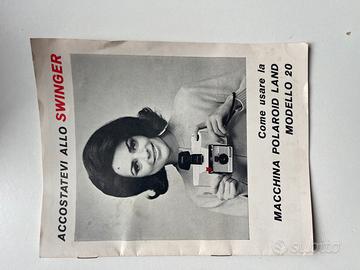 ACCOSTATEVI ALLO SWINGER
Come usare la
MACCHINA POLAROID LAND
MODELLO 20
subito